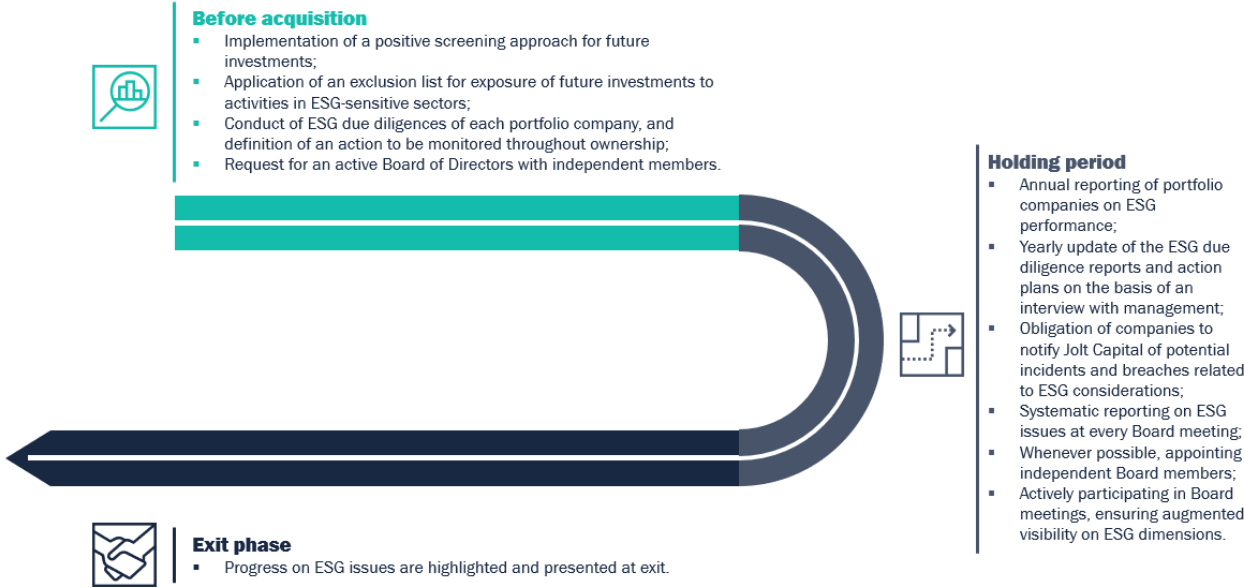 Before acquisition
▪ Implementation of a positive screening approach for future
investments;
▪ Application of an exclusion list for exposure of future investments to
activities in ESG-sensitive sectors;
▪ Conduct of ESG due diligences of each portfolio company, and
definition of an action to be monitored throughout ownership;
▪ Request for an active Board of Directors with independent members.
Holding period
▪ Annual reporting of portfolio
companies on ESG
performance;
▪ Yearly update of the ESG due
diligence reports and action
plans on the basis of an
interview with management;
▪ Obligation of companies to
notify Jolt Capital of potential
incidents and breaches related
to ESG considerations;
▪ Systematic reporting on ESG
issues at every Board meeting;
▪ Whenever possible, appointing
independent Board members;
▪ Actively participating in Board
meetings, ensuring augmented
visibility on ESG dimensions.
Exit phase
▪ Progress on ESG issues are highlighted and presented at exit.